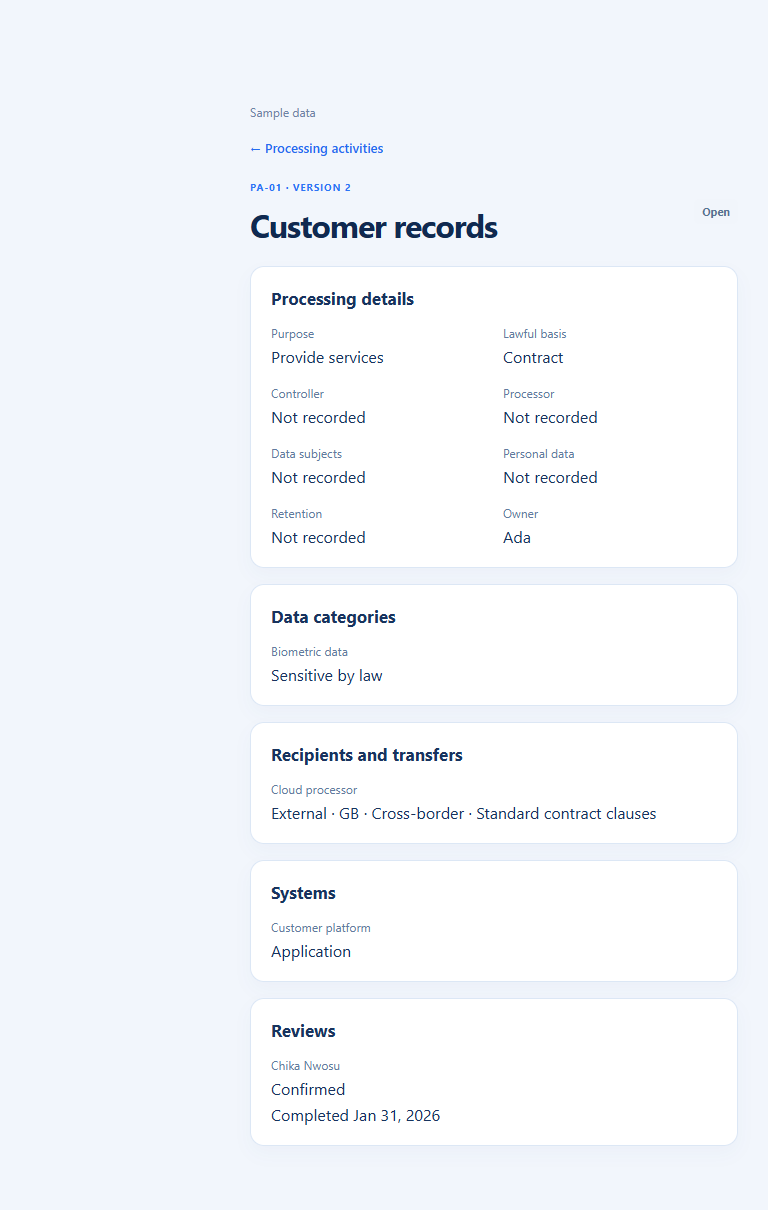 Sample data
← Processing activities
PA-01 · VERSION 2
Customer records
Open
Processing details
Purpose
Provide services
Lawful basis
Contract
Controller
Not recorded
Processor
Not recorded
Data subjects
Not recorded
Personal data
Not recorded
Retention
Not recorded
Owner
Ada
Data categories
Biometric data
Sensitive by law
Recipients and transfers
Cloud processor
External · GB · Cross-border · Standard contract clauses
Systems
Customer platform
Application
Reviews
Chika Nwosu
Confirmed
Completed Jan 31, 2026